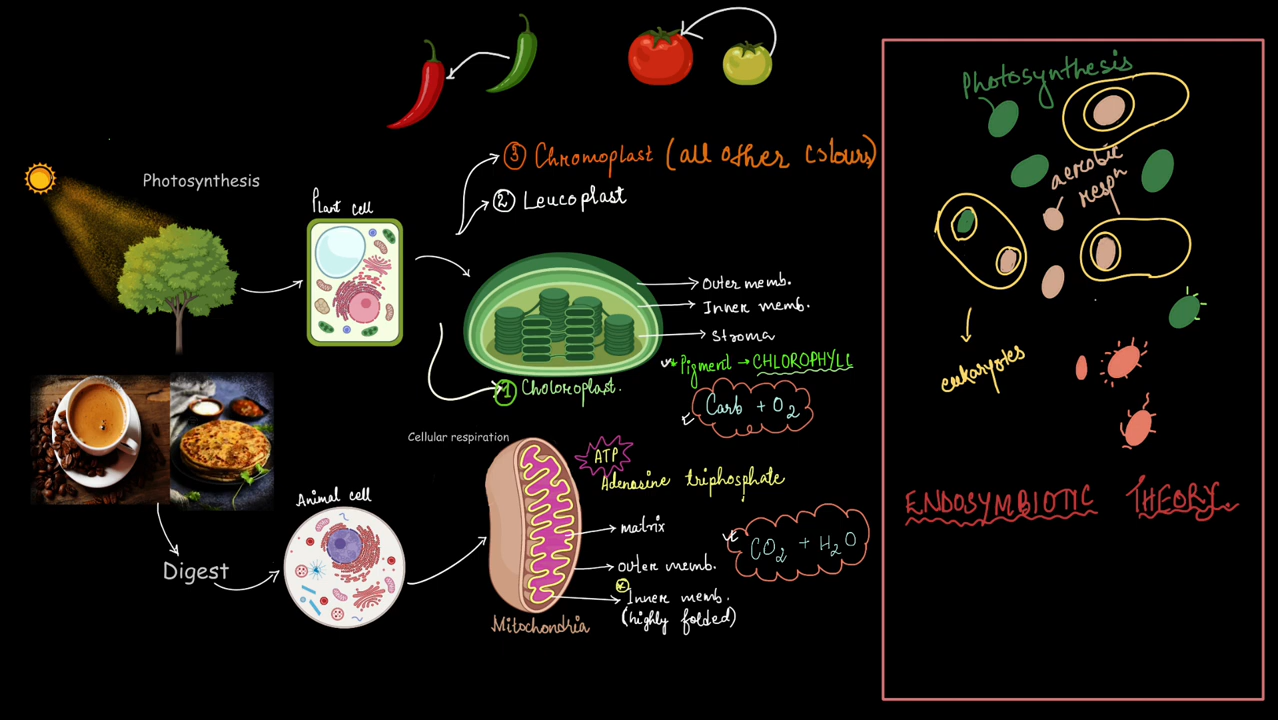 ③ Chromoplast (all other colours)
② Leucoplast
Photosynthesis
Plant cell
Outer memb.
Inner memb.
Stroma
* Pigment → CHLOROPHYLL
① Choloroplast.
Carb + O2
Cellular respiration
ATP
Adenosine triphosphate
Animal cell
matrix
outer memb.
Inner memb.
(highly folded)
CO2 + H2O
Digest
Mitochondria
Photosynthesis
aerobic
respn
eukaryotes
ENDOSYMBIOTIC THEORY